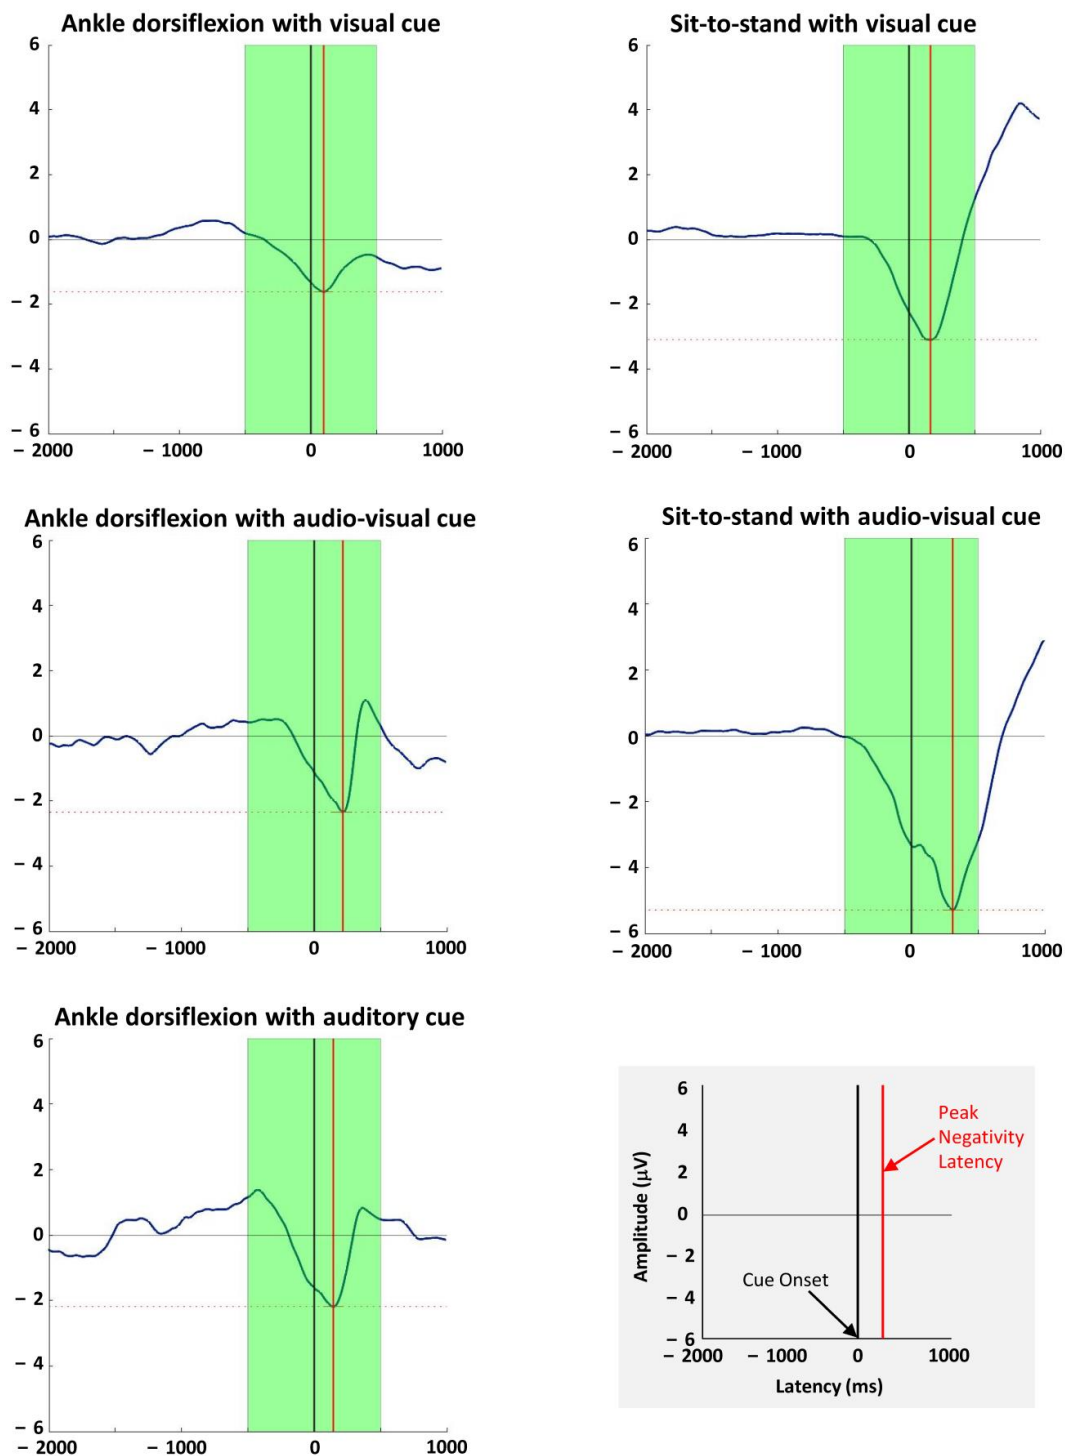 Ankle dorsiflexion with visual cue
6
4
2
0
− 2
− 4
− 6
− 2000 − 1000 0 1000
Sit-to-stand with visual cue
6
4
2
0
− 2
− 4
− 6
− 2000 − 1000 0 1000
Ankle dorsiflexion with audio-visual cue
6
4
2
0
− 2
− 4
− 6
− 2000 − 1000 0 1000
Sit-to-stand with audio-visual cue
6
4
2
0
− 2
− 4
− 6
− 2000 − 1000 0 1000
Ankle dorsiflexion with auditory cue
6
4
2
0
− 2
− 4
− 6
− 2000 − 1000 0 1000
Amplitude (µV)
6
4
2
0
− 2
− 4
− 6
Peak
Negativity
Latency
Cue Onset
− 2000 − 1000 0 1000
Latency (ms)